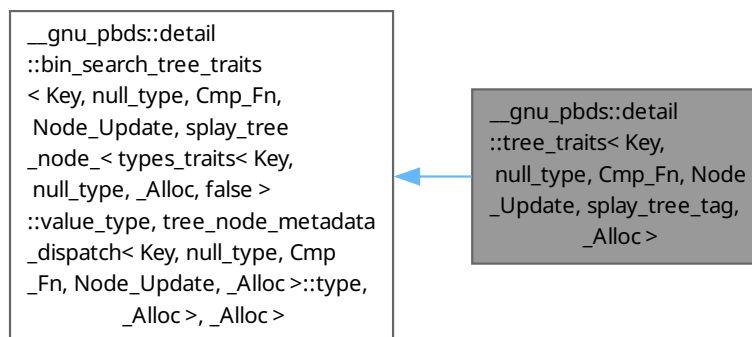 __gnu_pbds::detail
::bin_search_tree_traits
< Key, null_type, Cmp_Fn,
Node_Update, splay_tree
_node_< types_traits< Key,
null_type, _Alloc, false >
::value_type, tree_node_metadata
_dispatch< Key, null_type, Cmp
_Fn, Node_Update, _Alloc >::type,
_Alloc >, _Alloc >
__gnu_pbds::detail
::tree_traits< Key,
null_type, Cmp_Fn, Node
_Update, splay_tree_tag,
_Alloc >